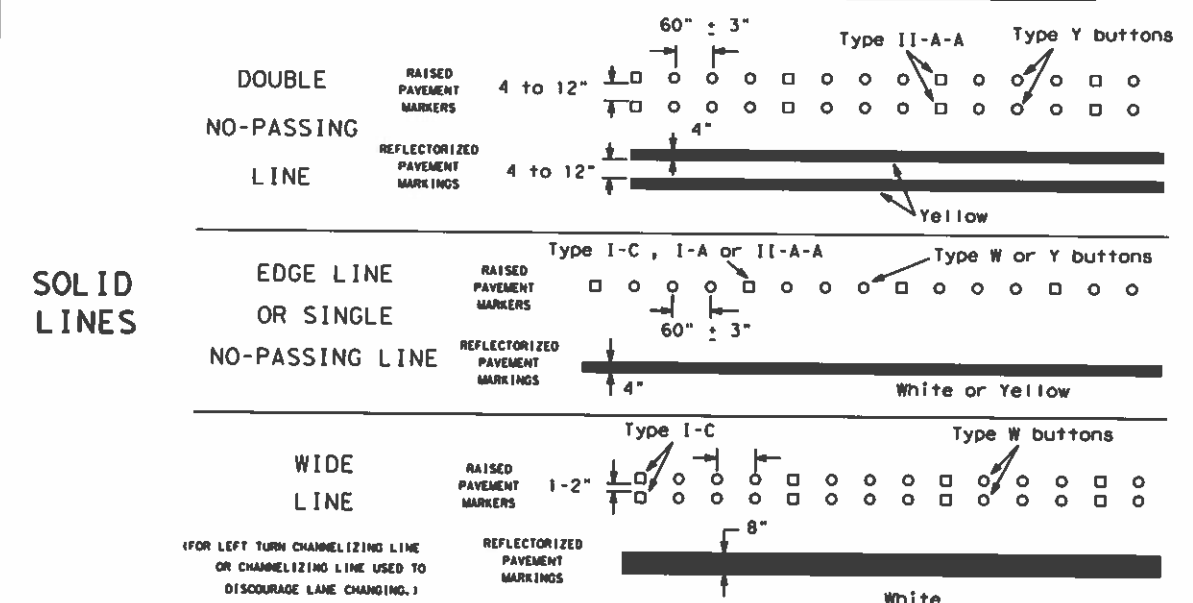 60" ± 3"
Type II-A-A
Type Y buttons
DOUBLE
NO-PASSING
LINE
RAISED
PAVEMENT
MARKERS
4 to 12"
4"
REFLECTORIZED
PAVEMENT
MARKINGS
4 to 12"
Yellow
SOLID
LINES
EDGE LINE
OR SINGLE
NO-PASSING LINE
Type I-C , I-A or II-A-A
Type W or Y buttons
RAISED
PAVEMENT
MARKERS
60" ± 3"
REFLECTORIZED
PAVEMENT
MARKINGS
4"
White or Yellow
WIDE
LINE
(FOR LEFT TURN CHANNELIZING LINE
OR CHANNELIZING LINE USED TO
DISCOURAGE LANE CHANGING.)
Type I-C
Type W buttons
RAISED
PAVEMENT
MARKERS
1-2"
8"
REFLECTORIZED
PAVEMENT
MARKINGS
White